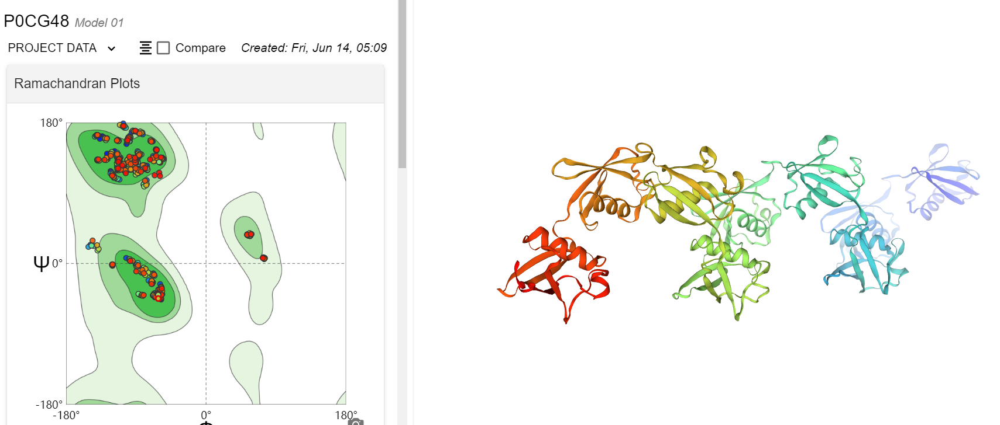 P0CG48 Model 01
PROJECT DATA Compare Created: Fri, Jun 14, 05:09
Ramachandran Plots
180°
Ψ 0°
-180°
-180° 0° 180°